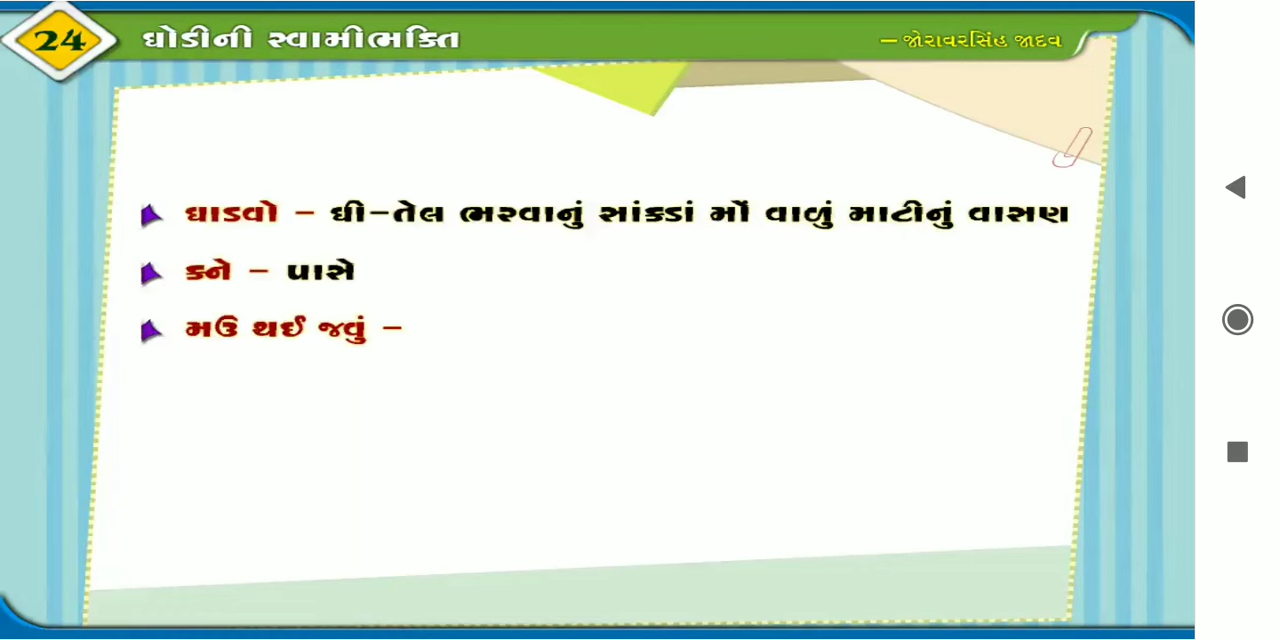 24 ઘોડીની સ્વામીભક્તિ – જોરાવરસિંહ જાદવ
ઘાડવો – ઘી-તેલ ભરવાનું સાંકડાં મોં વાળું માટીનું વાસણ
કને – પાસે
મઉ થઈ જવું –